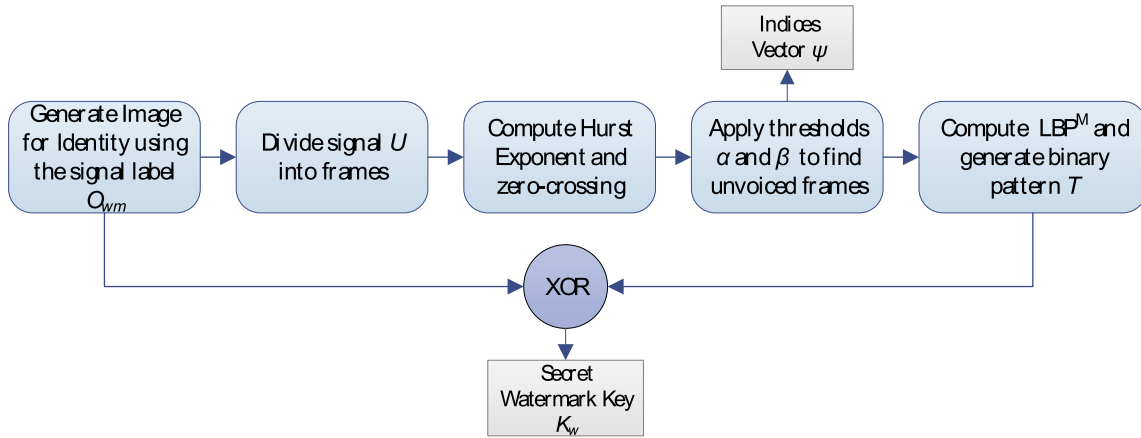 Indices
Vector ψ
Generate Image
for Identity using
the signal label
O_wm
Divide signal U
into frames
Compute Hurst
Exponent and
zero-crossing
Apply thresholds
α and β to find
unvoiced frames
Compute LBP^M and
generate binary
pattern T
XOR
Secret
Watermark Key
K_w